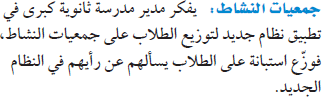 جمعيات النشاط: يفكر مدير مدرسة ثانوية كبرى في
تطبيق نظام جديد لتوزيع الطلاب على جمعيات النشاط،
فوزّع استبانة على الطلاب يسألهم عن رأيهم في النظام
الجديد.